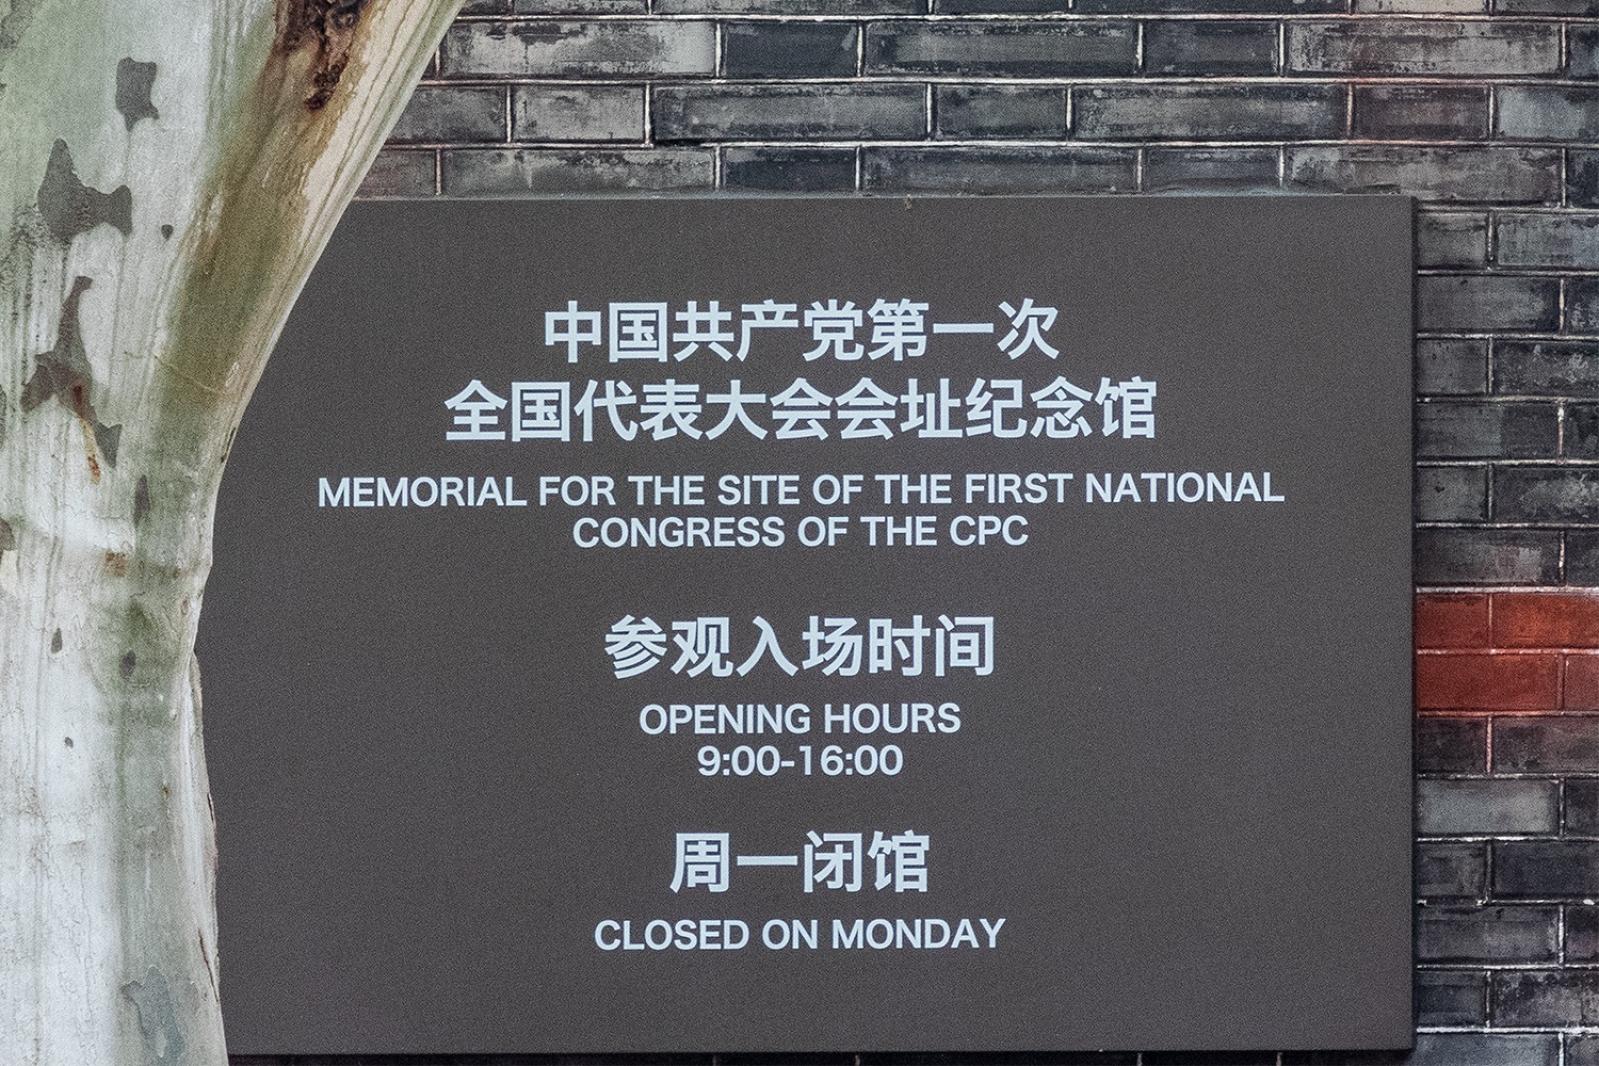 中国共产党第一次
全国代表大会会址纪念馆
MEMORIAL FOR THE SITE OF THE FIRST NATIONAL
CONGRESS OF THE CPC
参观入场时间
OPENING HOURS
9:00-16:00
周一闭馆
CLOSED ON MONDAY